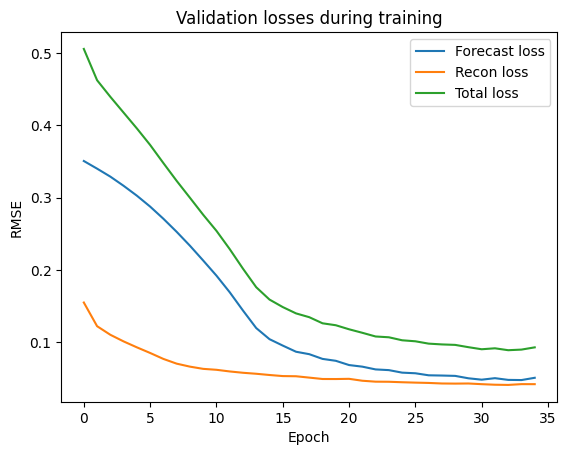 Validation losses during training
Forecast loss
Recon loss
Total loss
RMSE
0.5
0.4
0.3
0.2
0.1
0 5 10 15 20 25 30 35
Epoch